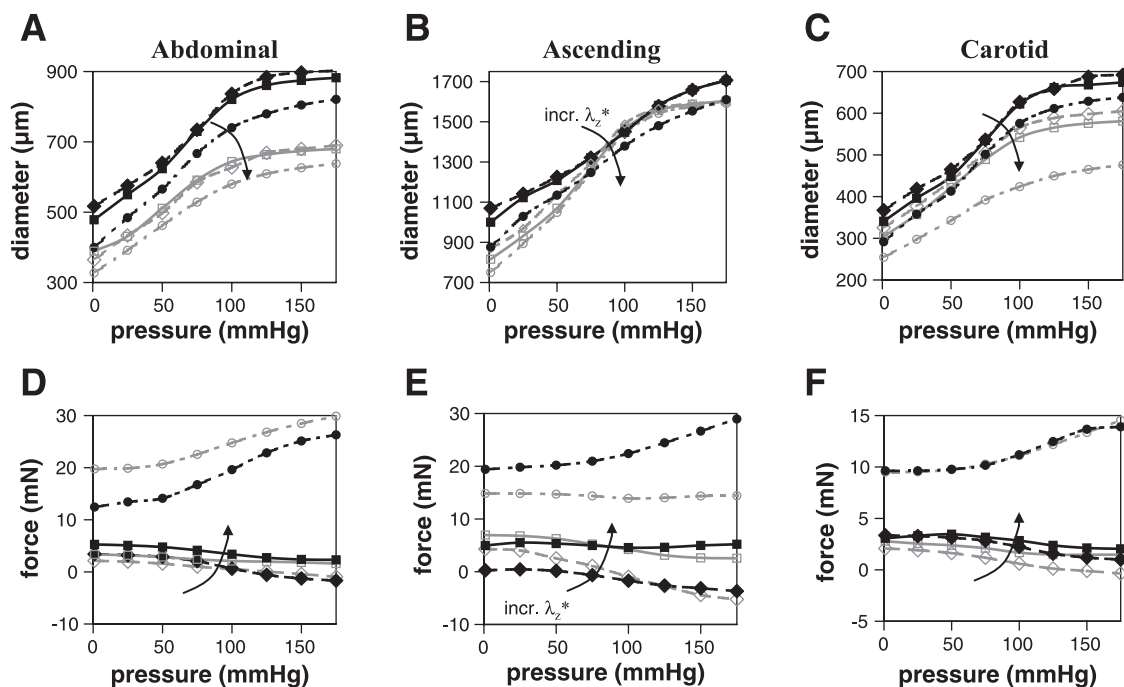 A
Abdominal
900
700
500
300
diameter (µm)
0 50 100 150
pressure (mmHg)
B
Ascending
1700
1500
1300
1100
900
700
diameter (µm)
incr. λz*
0 50 100 150
pressure (mmHg)
C
Carotid
700
600
500
400
300
200
diameter (µm)
0 50 100 150
pressure (mmHg)
D
30
20
10
0
-10
force (mN)
0 50 100 150
pressure (mmHg)
E
30
20
10
0
-10
force (mN)
incr. λz*
0 50 100 150
pressure (mmHg)
F
15
10
5
0
-5
force (mN)
0 50 100 150
pressure (mmHg)